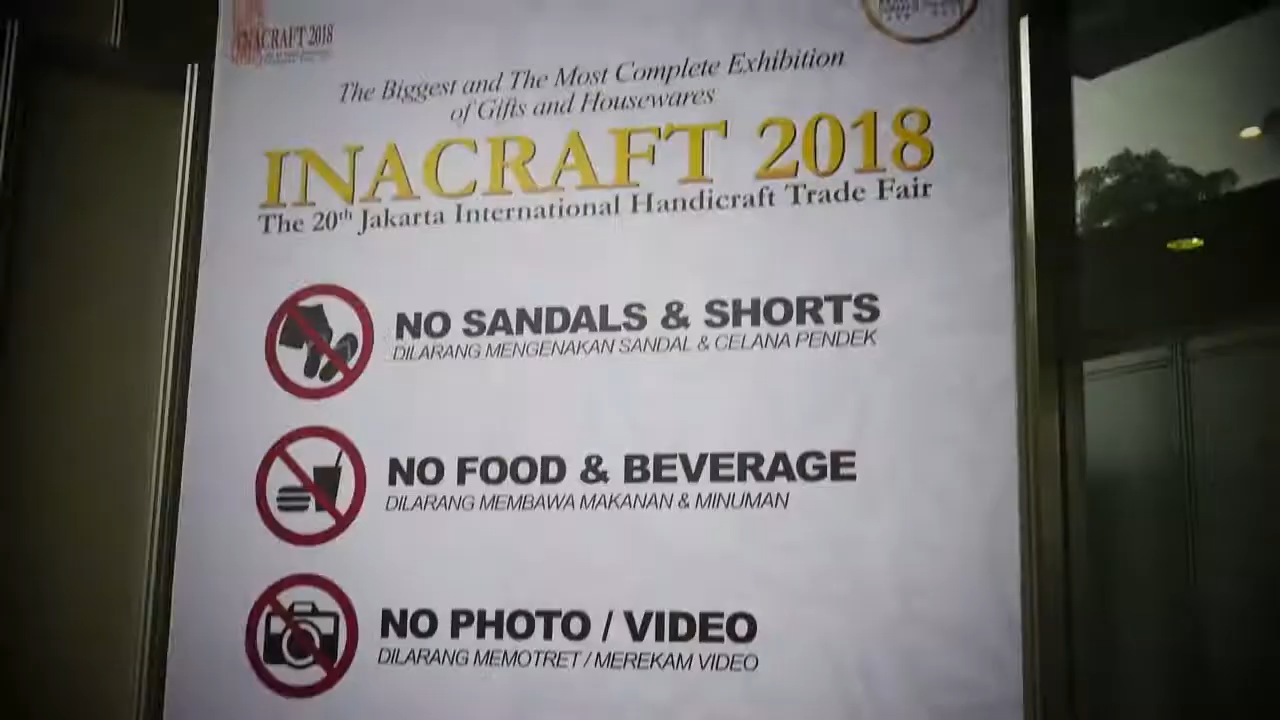 INACRAFT 2018
The Biggest and The Most Complete Exhibition
of Gifts and Housewares
INACRAFT 2018
The 20th Jakarta International Handicraft Trade Fair
NO SANDALS & SHORTS
DILARANG MENGENAKAN SANDAL & CELANA PENDEK
NO FOOD & BEVERAGE
DILARANG MEMBAWA MAKANAN & MINUMAN
NO PHOTO / VIDEO
DILARANG MEMOTRET / MEREKAM VIDEO